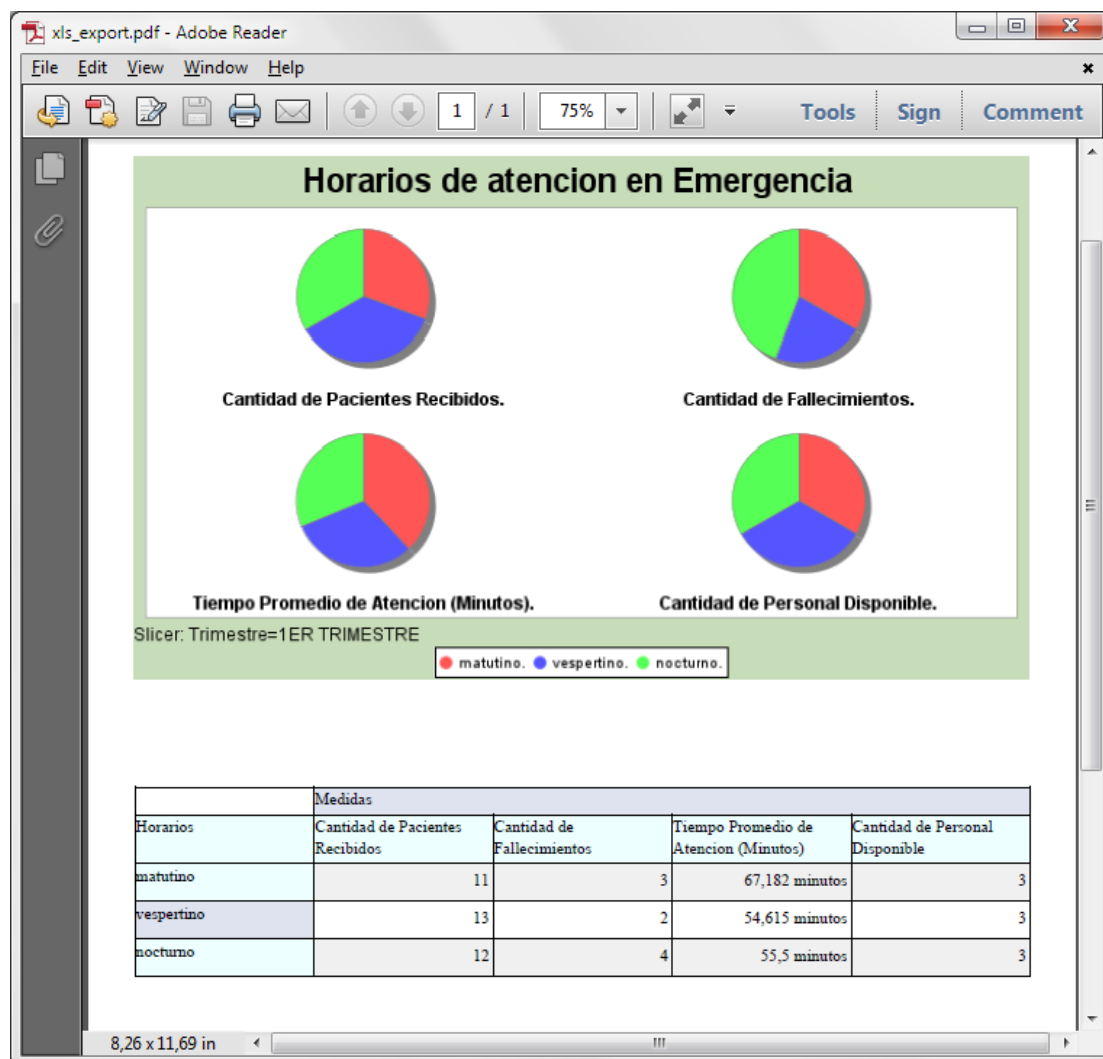 xls_export.pdf - Adobe Reader
File Edit View Window Help
1 / 1 75% Tools Sign Comment
Horarios de atencion en Emergencia
Cantidad de Pacientes Recibidos. Cantidad de Fallecimientos.
Tiempo Promedio de Atencion (Minutos). Cantidad de Personal Disponible.
Slicer: Trimestre=1ER TRIMESTRE
matutino. vespertino. nocturno.
Medidas
Horarios Cantidad de Pacientes Recibidos Cantidad de Fallecimientos Tiempo Promedio de Atencion (Minutos) Cantidad de Personal Disponible
matutino 11 3 67,182 minutos 3
vespertino 13 2 54,615 minutos 3
nocturno 12 4 55,5 minutos 3
8,26 x 11,69 in